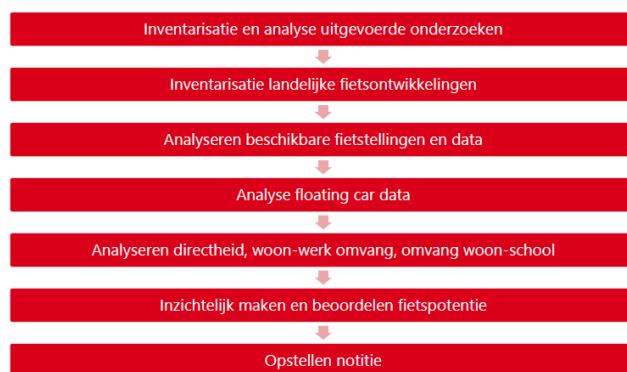 Inventarisatie en analyse uitgevoerde onderzoeken
Inventarisatie landelijke fietsontwikkelingen
Analyseren beschikbare fietstellingen en data
Analyse floating car data
Analyseren directheid, woon-werk omvang, omvang woon-school
Inzichtelijk maken en beoordelen fietspotentie
Opstellen notitie